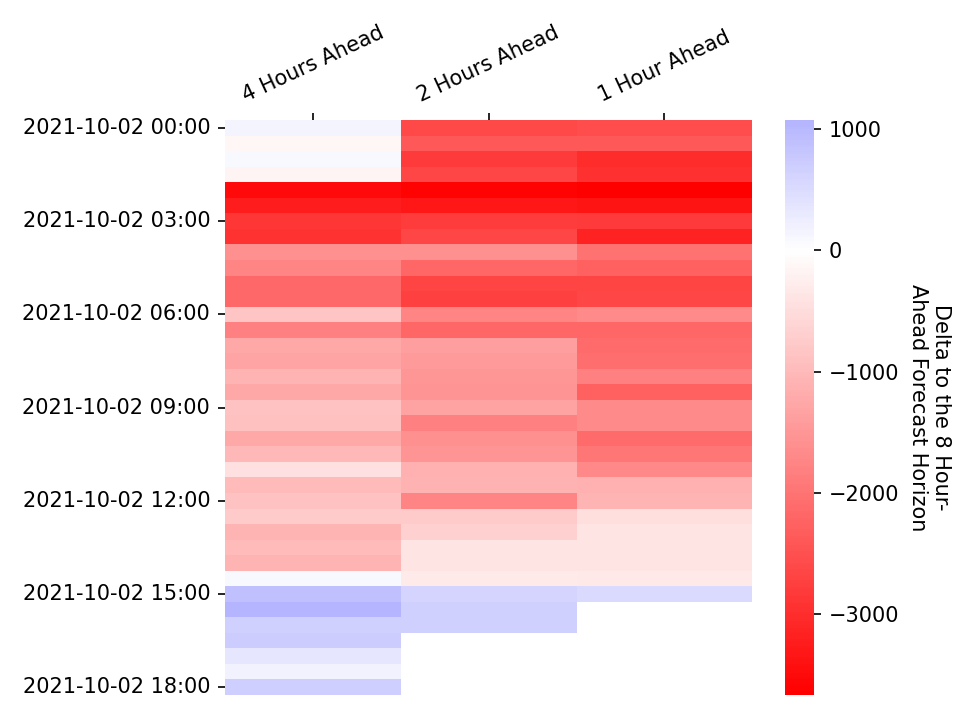 4 Hours Ahead
2 Hours Ahead
1 Hour Ahead
2021-10-02 00:00
2021-10-02 03:00
2021-10-02 06:00
2021-10-02 09:00
2021-10-02 12:00
2021-10-02 15:00
2021-10-02 18:00
1000
0
−1000
−2000
−3000
Delta to the 8 Hour-
Ahead Forecast Horizon